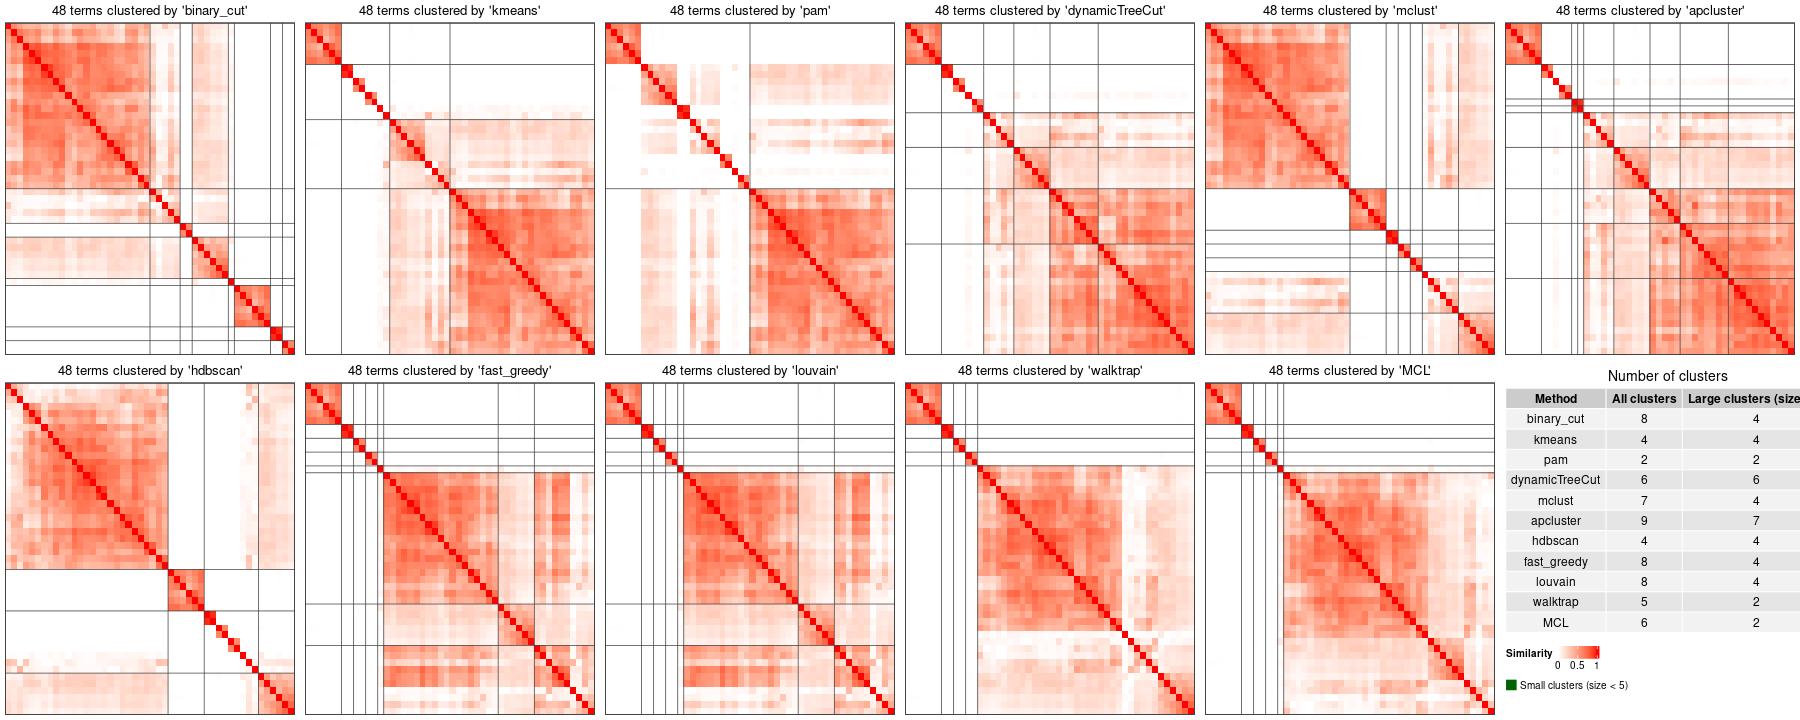 48 terms clustered by 'binary_cut'
48 terms clustered by 'kmeans'
48 terms clustered by 'pam'
48 terms clustered by 'dynamicTreeCut'
48 terms clustered by 'mclust'
48 terms clustered by 'apcluster'
48 terms clustered by 'hdbscan'
48 terms clustered by 'fast_greedy'
48 terms clustered by 'louvain'
48 terms clustered by 'walktrap'
48 terms clustered by 'MCL'
Number of clusters
Method All clusters Large clusters (size
binary_cut 8 4
kmeans 4 4
pam 2 2
dynamicTreeCut 6 6
mclust 7 4
apcluster 9 7
hdbscan 4 4
fast_greedy 8 4
louvain 8 4
walktrap 5 2
MCL 6 2
Similarity
0 0.5 1
Small clusters (size < 5)